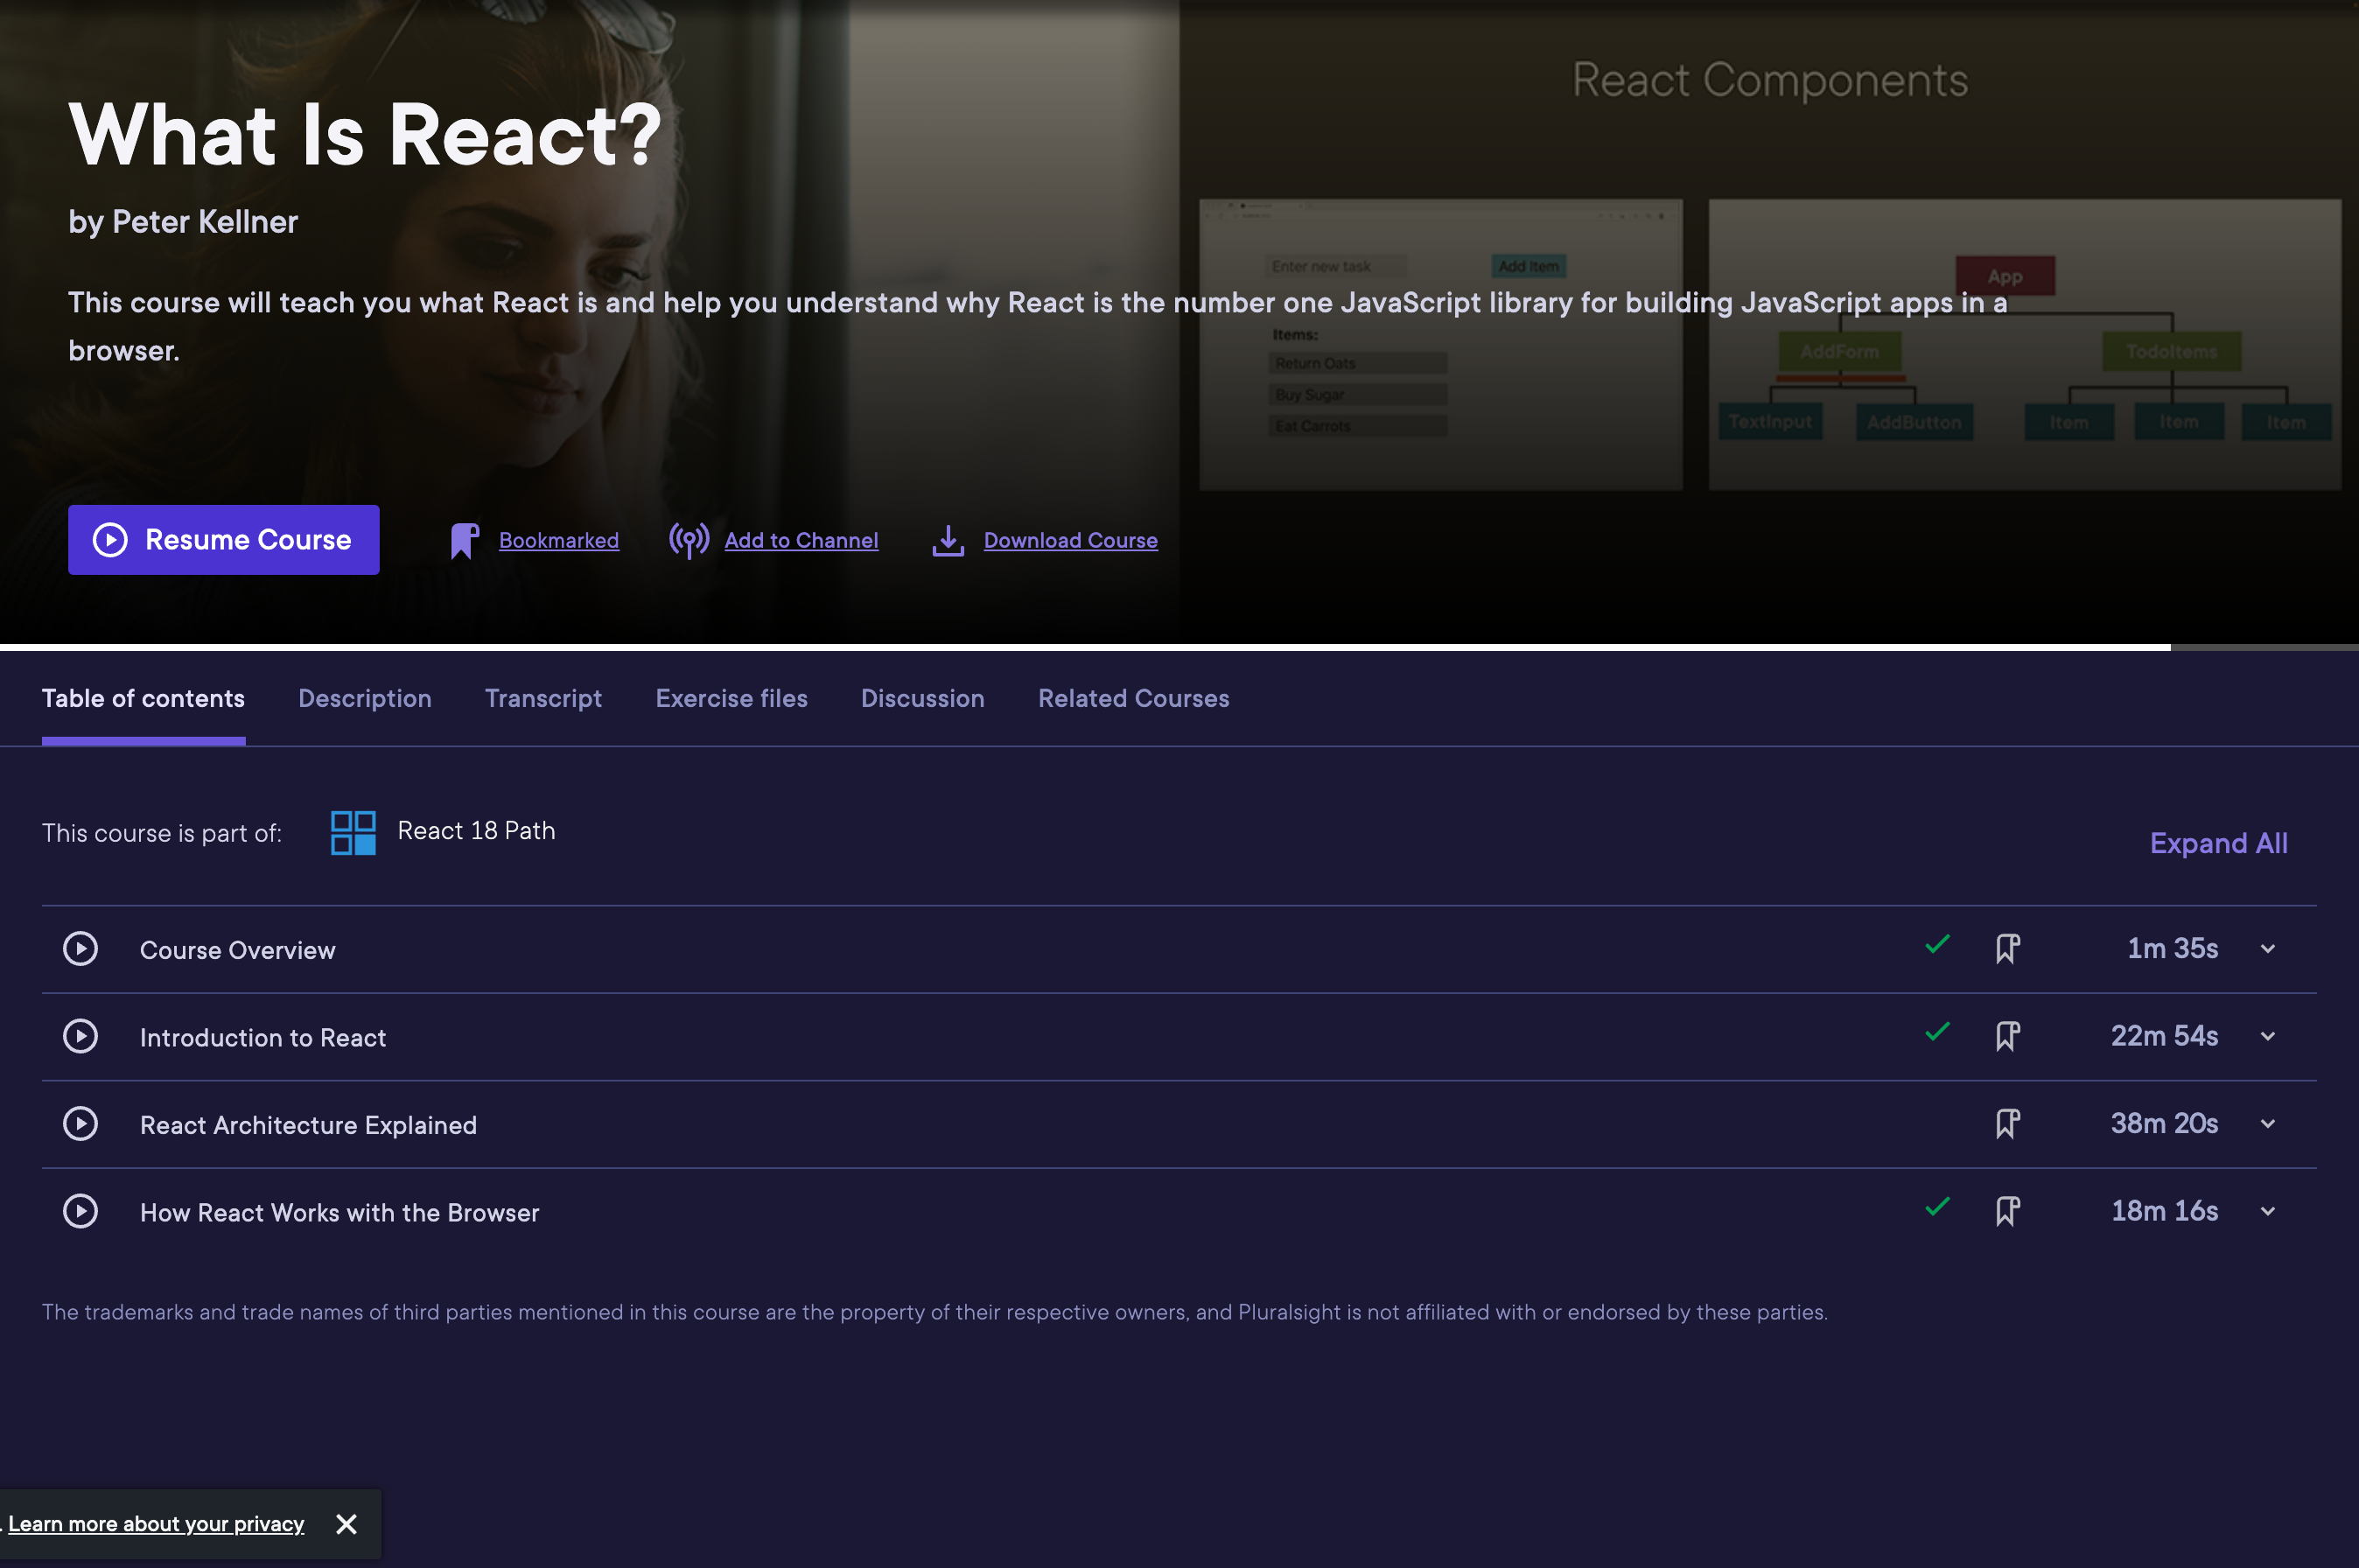 React Components
What Is React?
by Peter Kellner
This course will teach you what React is and help you understand why React is the number one JavaScript library for building JavaScript apps in a
browser.
Enter new task
Add Item
Items:
Return Oats
Buy Sugar
Eat Carrots
App
AddForm
TodoItems
TextInput
AddButton
Item
Item
Item
Resume Course
Bookmarked
Add to Channel
Download Course
Table of contents
Description
Transcript
Exercise files
Discussion
Related Courses
This course is part of:
React 18 Path
Expand All
Course Overview
1m 35s
Introduction to React
22m 54s
React Architecture Explained
38m 20s
How React Works with the Browser
18m 16s
The trademarks and trade names of third parties mentioned in this course are the property of their respective owners, and Pluralsight is not affiliated with or endorsed by these parties.
. Learn more about your privacy